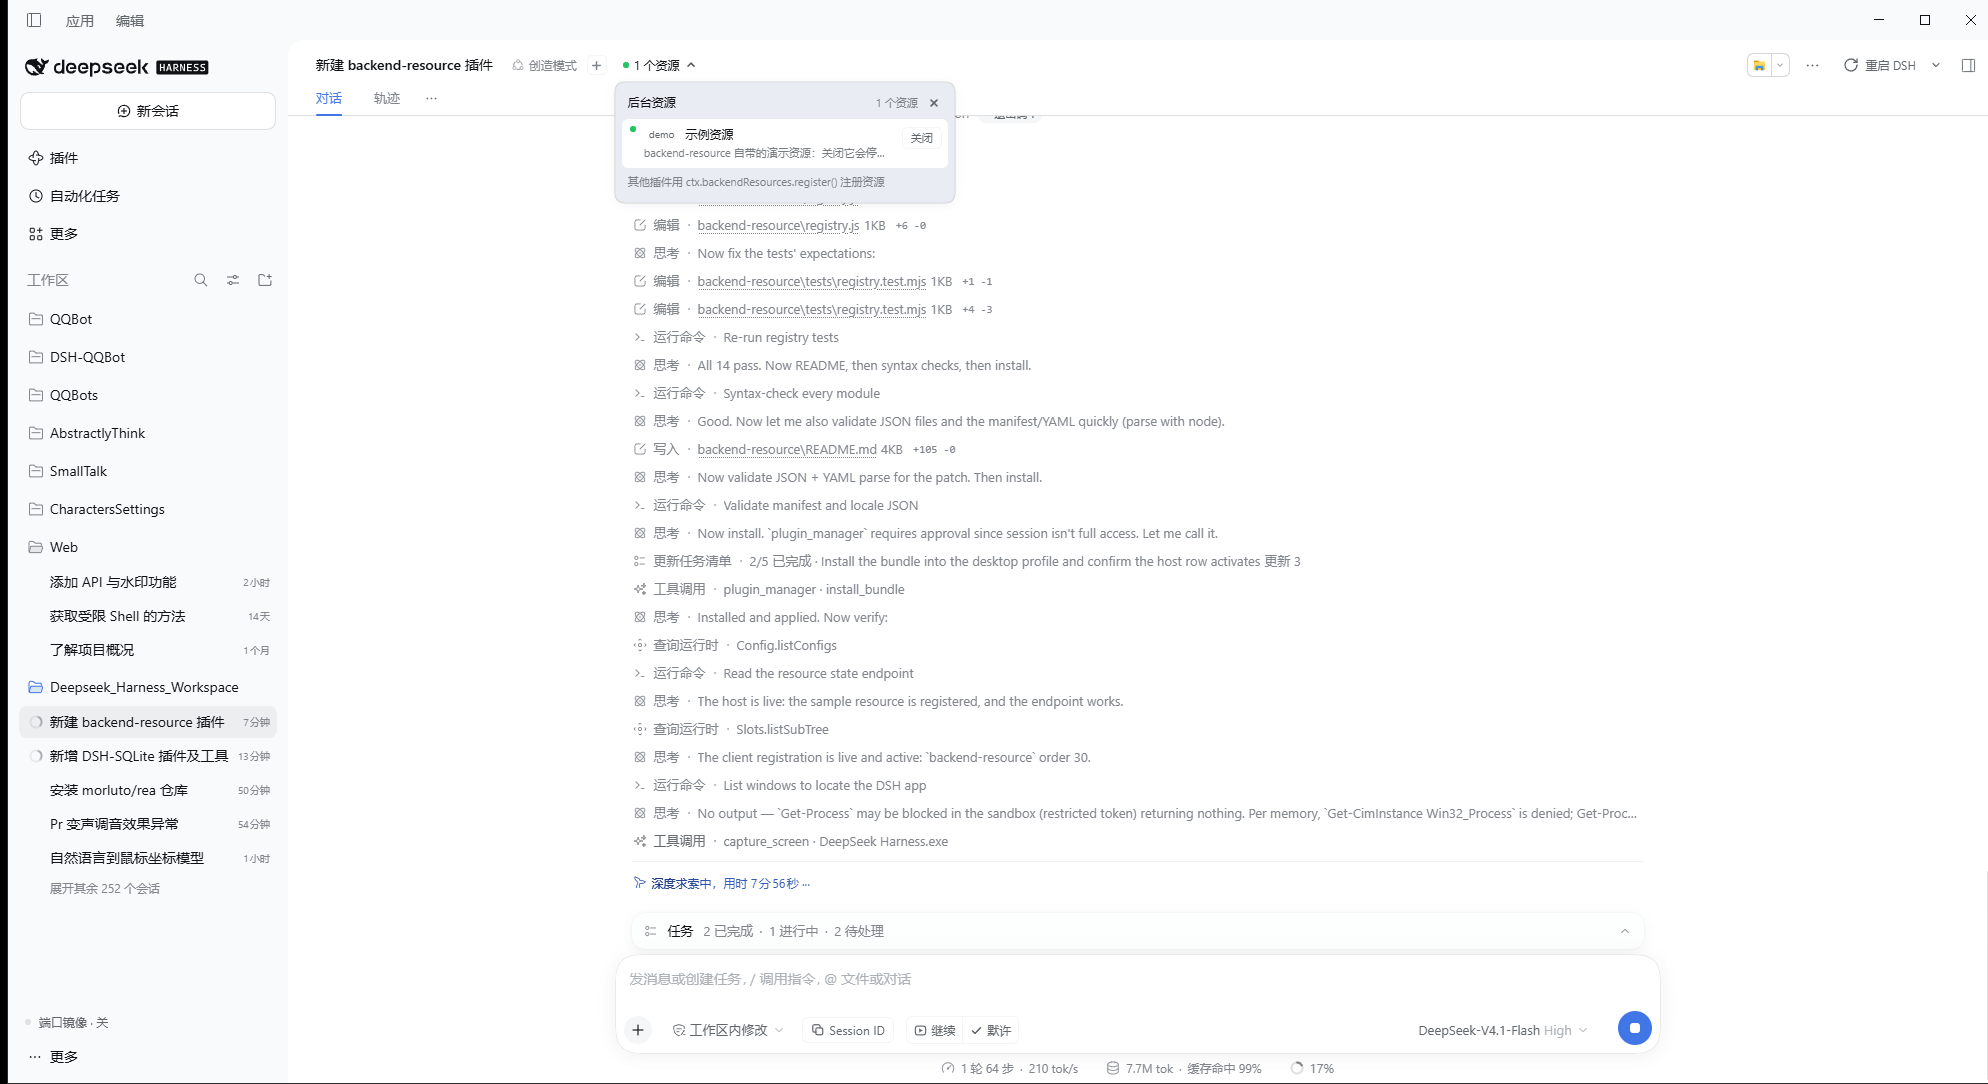 应用 编辑
deepseek HARNESS
新会话
插件
自动化任务
更多
工作区
QQBot
DSH-QQBot
QQBots
AbstractlyThink
SmallTalk
CharactersSettings
Web
添加 API 与水印功能 2小时
获取受限 Shell 的方法 14天
了解项目概况 1个月
Deepseek_Harness_Workspace
新建 backend-resource 插件 7分钟
新增 DSH-SQLite 插件及工具 13分钟
安装 morluto/rea 仓库 50分钟
Pr 变声调音效果异常 54分钟
自然语言到鼠标坐标模型 1小时
展开其余 252 个会话
端口镜像 · 关
更多
新建 backend-resource 插件 创造模式 1 个资源
重启 DSH
对话 轨迹
后台资源 1 个资源
demo 示例资源 关闭
backend-resource 自带的演示资源：关闭它会停...
其他插件用 ctx.backendResources.register() 注册资源
编辑 · backend-resource\registry.js 1KB +6 -0
思考 · Now fix the tests' expectations:
编辑 · backend-resource\tests\registry.test.mjs 1KB +1 -1
编辑 · backend-resource\tests\registry.test.mjs 1KB +4 -3
运行命令 · Re-run registry tests
思考 · All 14 pass. Now README, then syntax checks, then install.
运行命令 · Syntax-check every module
思考 · Good. Now let me also validate JSON files and the manifest/YAML quickly (parse with node).
写入 · backend-resource\README.md 4KB +105 -0
思考 · Now validate JSON + YAML parse for the patch. Then install.
运行命令 · Validate manifest and locale JSON
思考 · Now install. `plugin_manager` requires approval since session isn't full access. Let me call it.
更新任务清单 · 2/5 已完成 · Install the bundle into the desktop profile and confirm the host row activates 更新 3
工具调用 · plugin_manager · install_bundle
思考 · Installed and applied. Now verify:
查询运行时 · Config.listConfigs
运行命令 · Read the resource state endpoint
思考 · The host is live: the sample resource is registered, and the endpoint works.
查询运行时 · Slots.listSubTree
思考 · The client registration is live and active: `backend-resource` order 30.
运行命令 · List windows to locate the DSH app
思考 · No output — `Get-Process` may be blocked in the sandbox (restricted token) returning nothing. Per memory, `Get-CimInstance Win32_Process` is denied; Get-Proc...
工具调用 · capture_screen · DeepSeek Harness.exe
深度求索中，用时 7分56秒 ...
任务 2 已完成 · 1 进行中 · 2 待处理
发消息或创建任务, / 调用指令, @ 文件或对话
工作区内修改 Session ID 继续 默许 DeepSeek-V4.1-Flash High
1 轮 64 步 · 210 tok/s 7.7M tok · 缓存命中 99% 17%